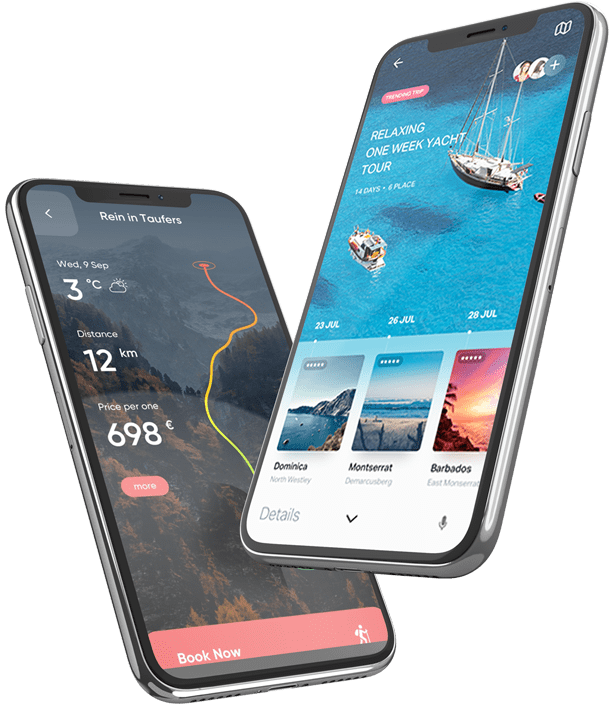 Rein in Taufers
Wed, 9 Sep
3 °C
Distance
12 km
Price per one
698 €
more
Book Now
TRENDING TRIP
RELAXING
ONE WEEK YACHT
TOUR
14 DAYS • 6 PLACE
23 JUL
26 JUL
28 JUL
Dominica
North Westley
Montserrat
Demarcusberg
Barbados
East Monserrat
Details